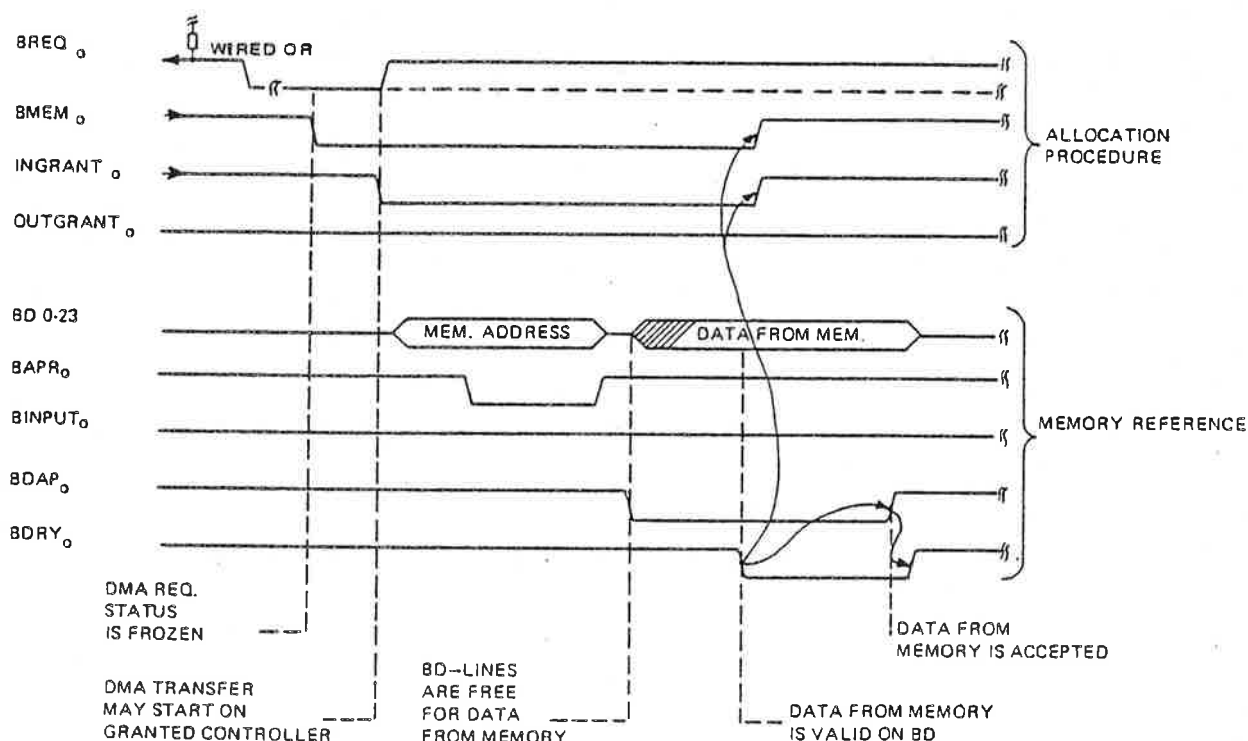 BREQ o
WIRED OR
BMEM o
INGRANT o
OUTGRANT o
ALLOCATION
PROCEDURE
BD 0-23
MEM. ADDRESS
DATA FROM MEM.
BAPR o
BINPUT o
MEMORY REFERENCE
BDAP o
BDRY o
DMA REQ.
STATUS
IS FROZEN
DATA FROM
MEMORY IS ACCEPTED
DMA TRANSFER
MAY START ON
GRANTED CONTROLLER
BD-LINES
ARE FREE
FOR DATA
FROM MEMORY
DATA FROM MEMORY
IS VALID ON BD